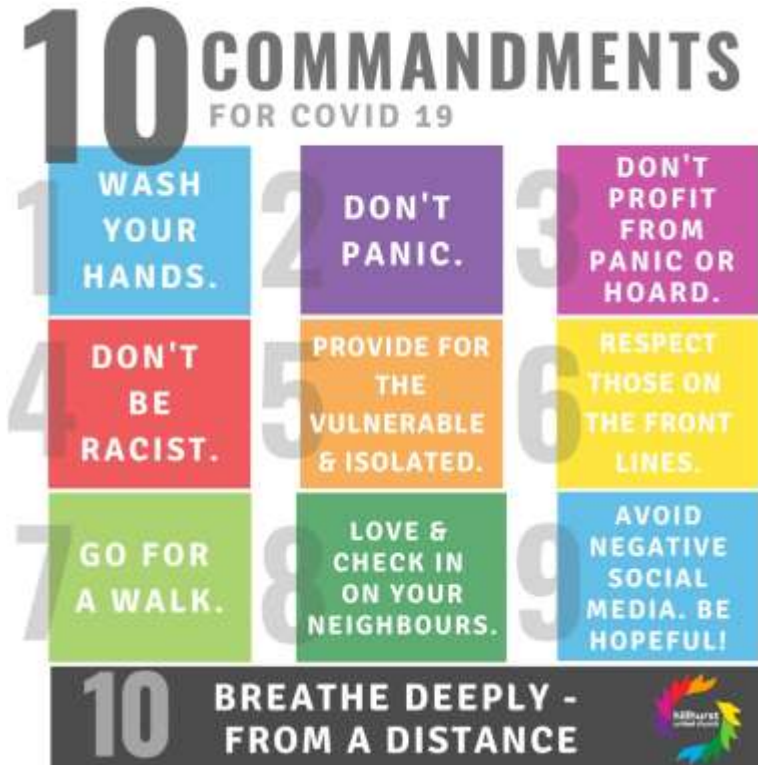 10 COMMANDMENTS
FOR COVID 19
1
WASH
YOUR
HANDS.
2
DON'T
PANIC.
3
DON'T
PROFIT
FROM
PANIC OR
HOARD.
4
DON'T
BE
RACIST.
5
PROVIDE FOR
THE
VULNERABLE
& ISOLATED.
6
RESPECT
THOSE ON
THE FRONT
LINES.
7
GO FOR
A WALK.
8
LOVE &
CHECK IN
ON YOUR
NEIGHBOURS.
9
AVOID
NEGATIVE
SOCIAL
MEDIA. BE
HOPEFUL!
10
BREATHE DEEPLY -
FROM A DISTANCE
hillhurst
united church